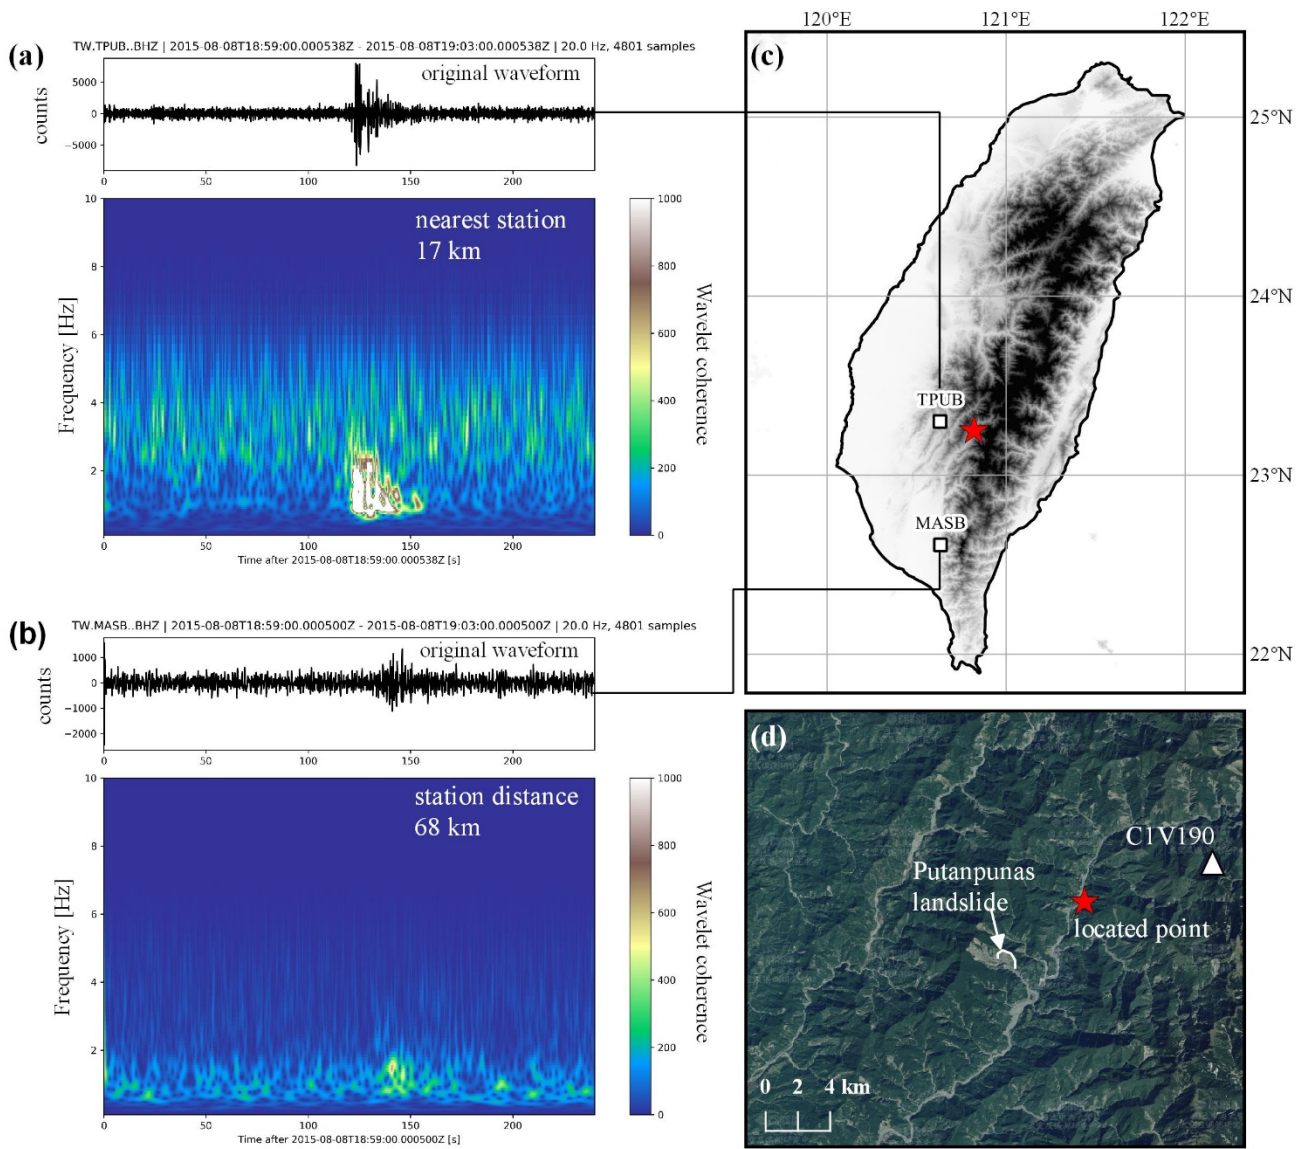 (a)
TW.TPUB..BHZ | 2015-08-08T18:59:00.000538Z - 2015-08-08T19:03:00.000538Z | 20.0 Hz, 4801 samples
original waveform
counts
5000
0
−5000
0 50 100 150 200
nearest station
17 km
Frequency [Hz]
10
8
6
4
2
0 50 100 150 200
Time after 2015-08-08T18:59:00.000538Z [s]
1000
800
600
400
200
0
Wavelet coherence
(b)
TW.MASB..BHZ | 2015-08-08T18:59:00.000500Z - 2015-08-08T19:03:00.000500Z | 20.0 Hz, 4801 samples
original waveform
counts
1000
0
−1000
−2000
0 50 100 150 200
station distance
68 km
Frequency [Hz]
10
8
6
4
2
0 50 100 150 200
Time after 2015-08-08T18:59:00.000500Z [s]
1000
800
600
400
200
0
Wavelet coherence
(c)
120°E 121°E 122°E
25°N
24°N
23°N
22°N
TPUB
MASB
(d)
C1V190
Putanpunas
landslide
located point
0 2 4 km